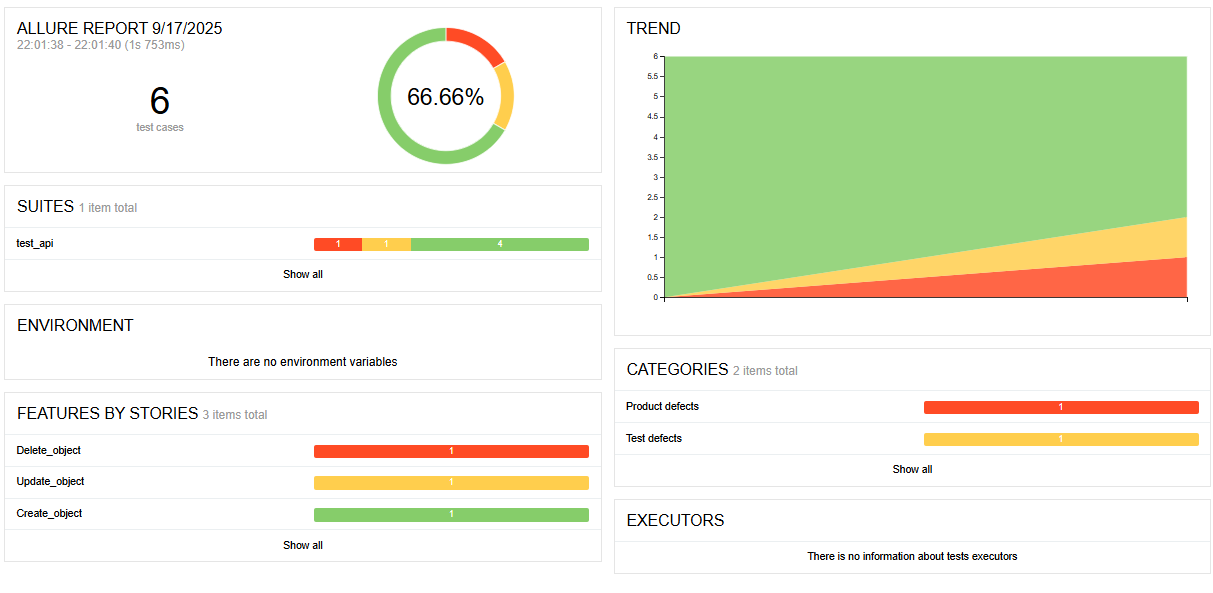 ALLURE REPORT 9/17/2025
22:01:38 - 22:01:40 (1s 753ms)
6
test cases
66.66%
SUITES 1 item total
test_api 1 1 4
Show all
ENVIRONMENT
There are no environment variables
FEATURES BY STORIES 3 items total
Delete_object 1
Update_object 1
Create_object 1
Show all
TREND
6
5.5
5
4.5
4
3.5
3
2.5
2
1.5
1
0.5
0
CATEGORIES 2 items total
Product defects 1
Test defects 1
Show all
EXECUTORS
There is no information about tests executors